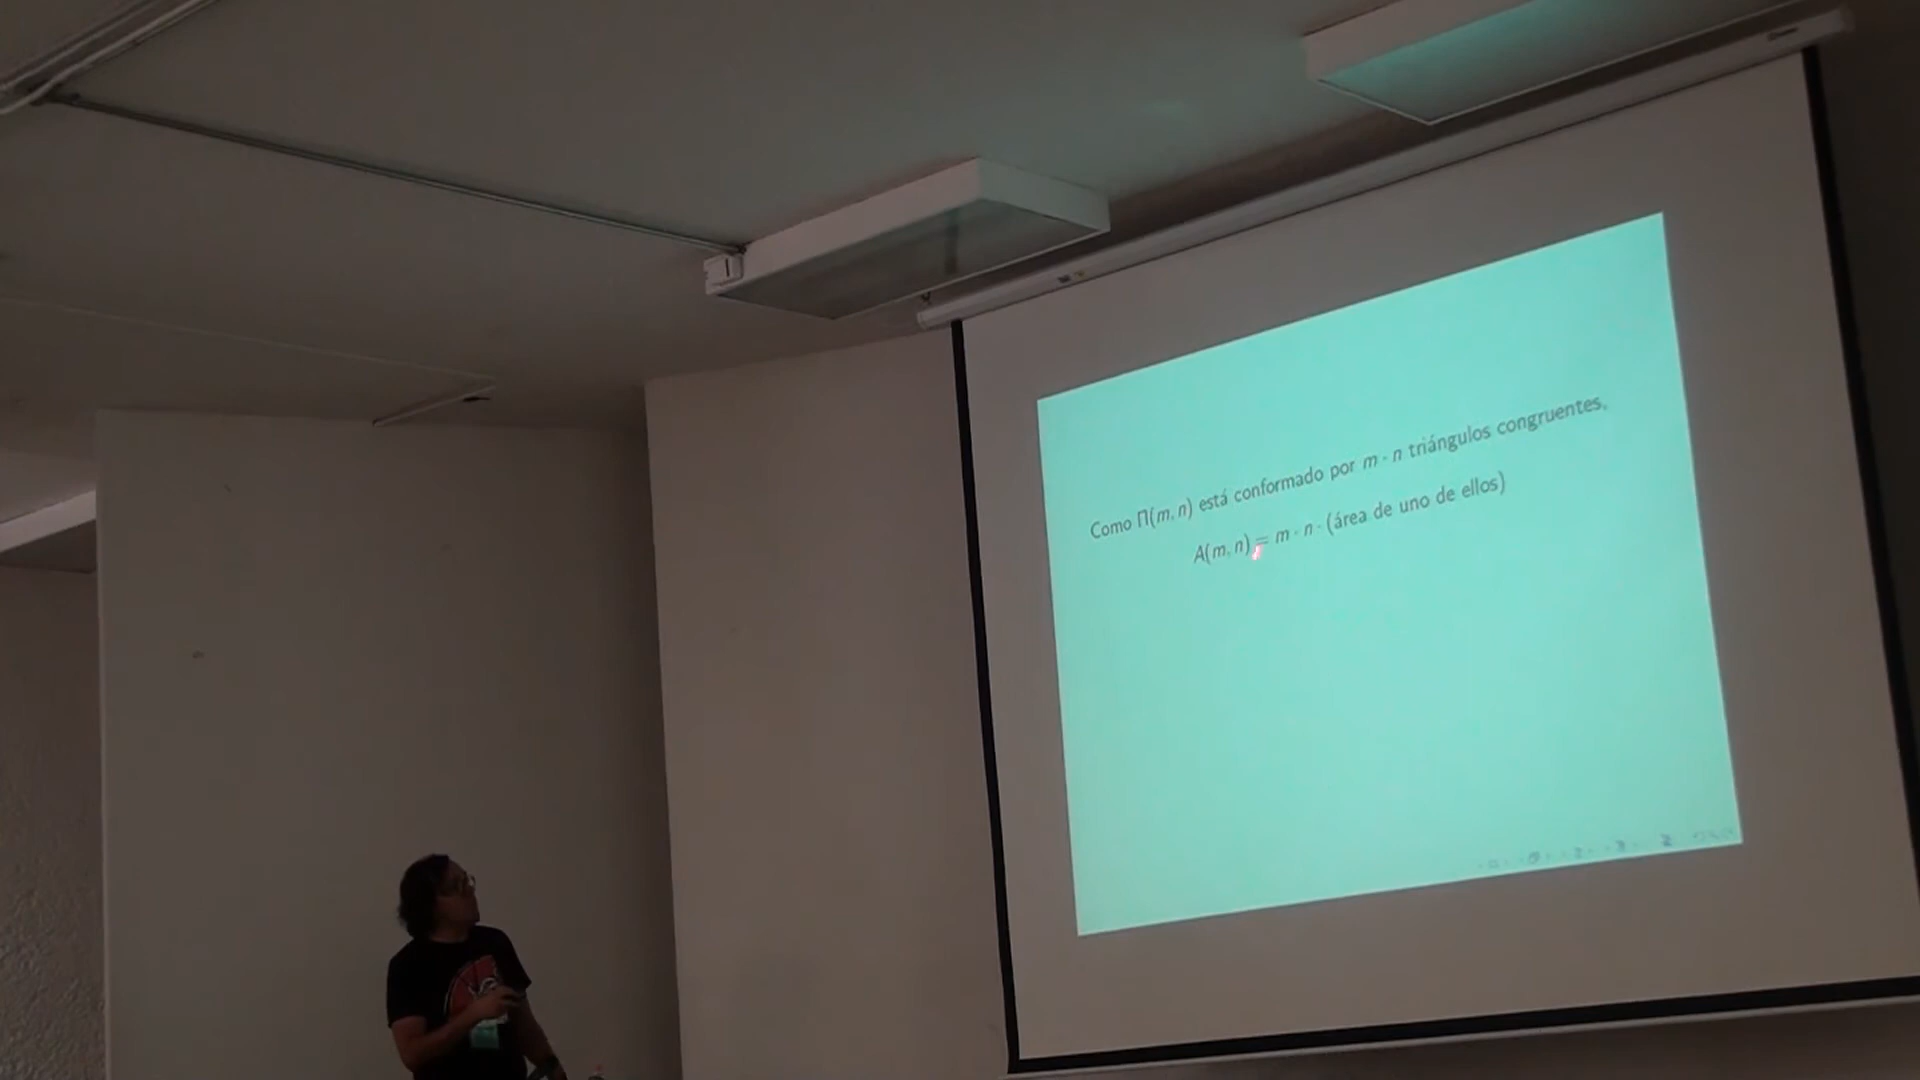 Como Π(m, n) está conformado por m · n triángulos congruentes,
A(m, n) = m · n · (área de uno de ellos)